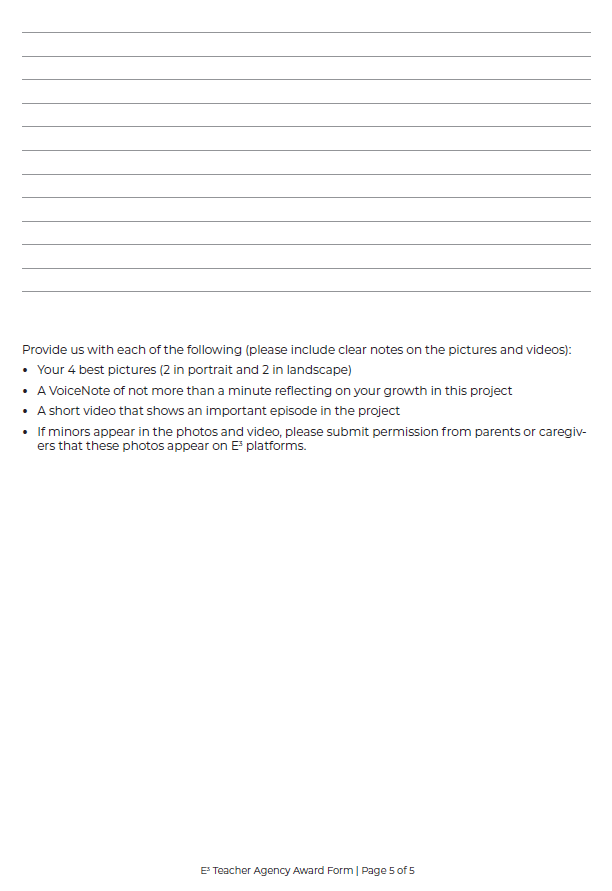 Provide us with each of the following (please include clear notes on the pictures and videos):
• Your 4 best pictures (2 in portrait and 2 in landscape)
• A VoiceNote of not more than a minute reflecting on your growth in this project
• A short video that shows an important episode in the project
• If minors appear in the photos and video, please submit permission from parents or caregiv-
ers that these photos appear on E³ platforms.
E³ Teacher Agency Award Form | Page 5 of 5